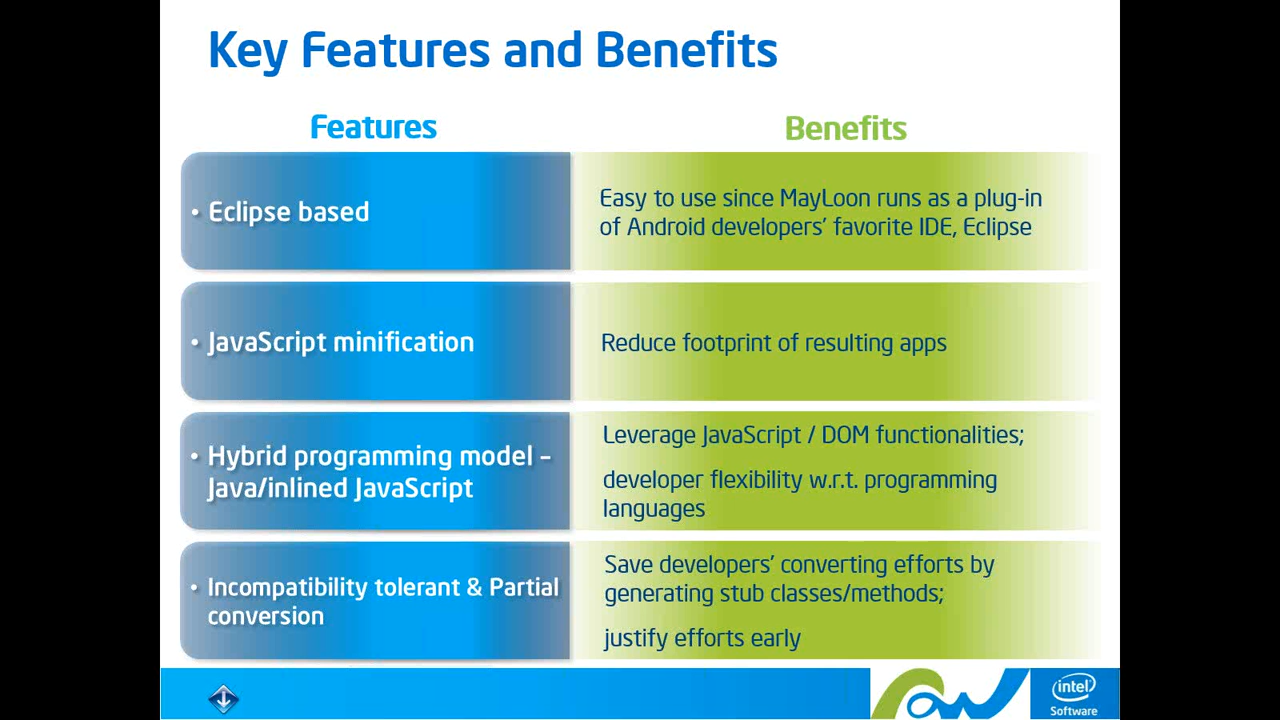 Key Features and Benefits
Features
Benefits
• Eclipse based
Easy to use since MayLoon runs as a plug-in
of Android developers' favorite IDE, Eclipse
• JavaScript minification
Reduce footprint of resulting apps
• Hybrid programming model –
Java/inlined JavaScript
Leverage JavaScript / DOM functionalities;
developer flexibility w.r.t. programming
languages
• Incompatibility tolerant & Partial
conversion
Save developers' converting efforts by
generating stub classes/methods;
justify efforts early
intel
Software